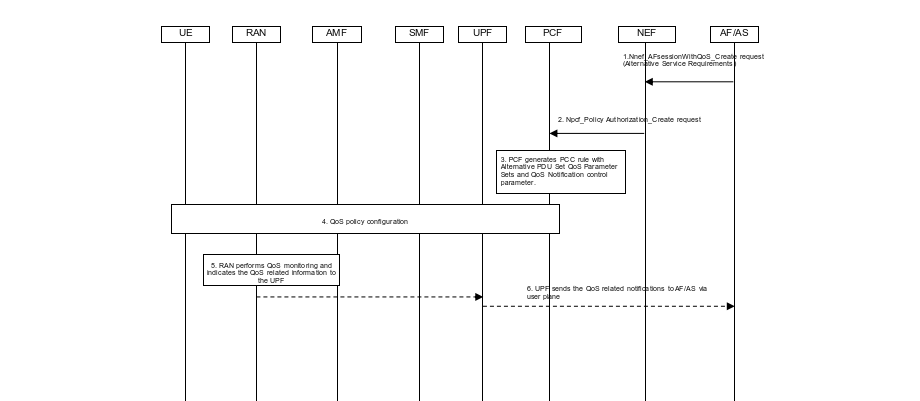 UE
RAN
AMF
SMF
UPF
PCF
NEF
AF/AS
1.Nnef_AFsessionWithQoS_Create request
(Alternative Service Requirements)
2. Npcf_Policy Authorization_Create request
3. PCF generates PCC rule with
Alternative PDU Set QoS Parameter
Sets and QoS Notification control
parameter.
4. QoS policy configuration
5. RAN performs QoS monitoring and
indicates the QoS related information to
the UPF
6. UPF sends the QoS related notifications to AF/AS via
user plane